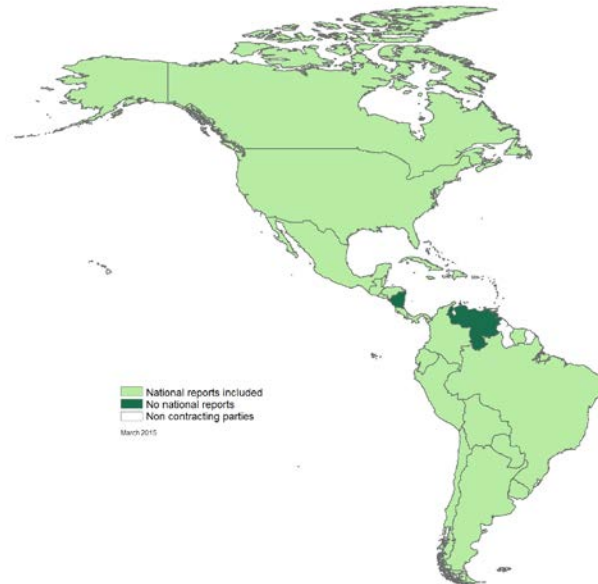 National reports included
No national reports
Non contracting parties
March 2015